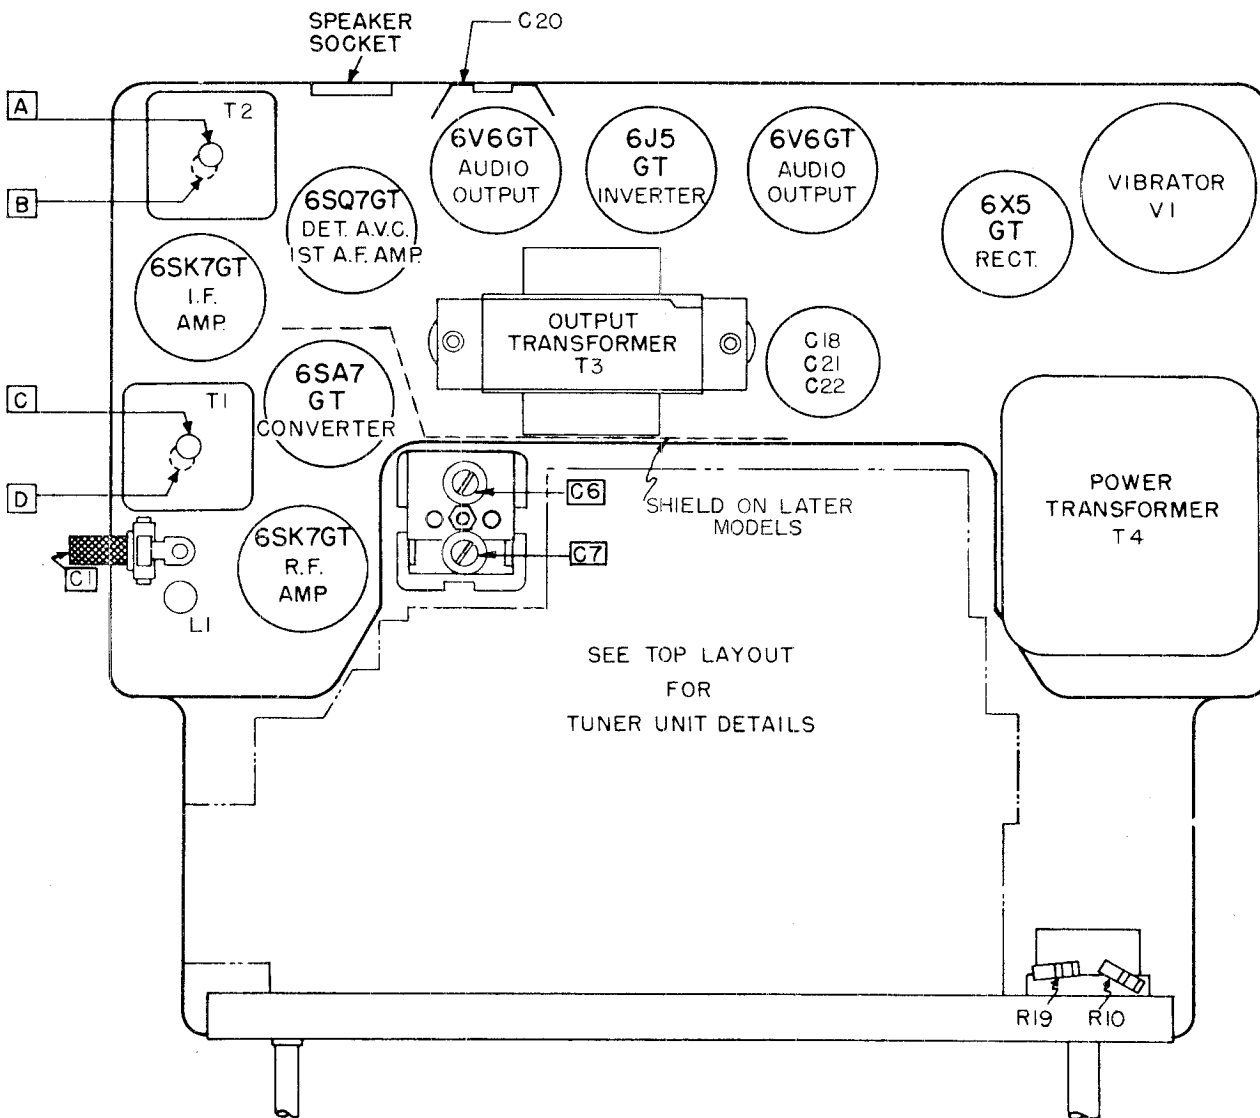 SPEAKER
SOCKET
C20
A
T2
B
6V6GT
AUDIO
OUTPUT
6J5
GT
INVERTER
6V6GT
AUDIO
OUTPUT
VIBRATOR
V1
6SQ7GT
DET. A.V.C.
1ST A.F. AMP.
6X5
GT
RECT.
6SK7GT
I.F.
AMP.
OUTPUT
TRANSFORMER
T3
C18
C21
C22
C
T1
6SA7
GT
CONVERTER
D
C6
SHIELD ON LATER
MODELS
POWER
TRANSFORMER
T4
C7
6SK7GT
R.F.
AMP
C1
L1
SEE TOP LAYOUT
FOR
TUNER UNIT DETAILS
R19
R10